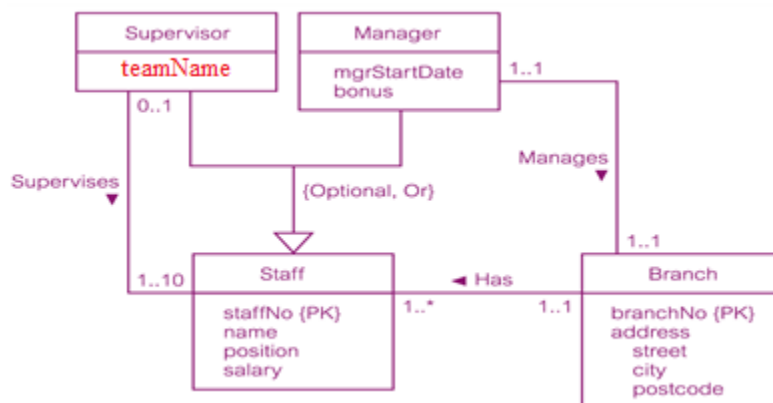 Supervisor
teamName
Manager
mgrStartDate
bonus
0..1
1..1
Supervises ▼
Manages ▼
{Optional, Or}
1..10
1..1
Staff
staffNo {PK}
name
position
salary
◄ Has
1..*
1..1
Branch
branchNo {PK}
address
street
city
postcode